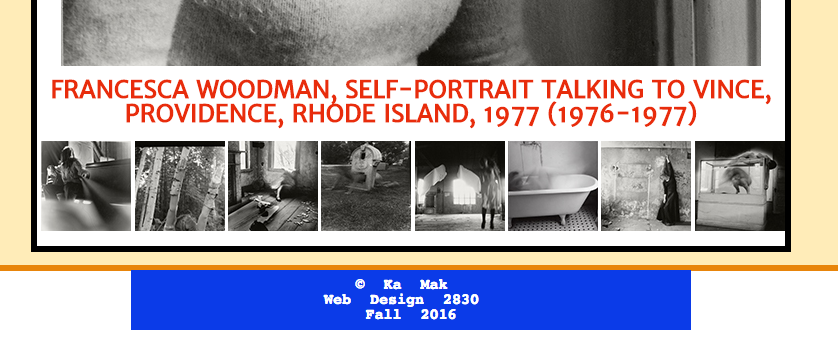 FRANCESCA WOODMAN, SELF-PORTRAIT TALKING TO VINCE,
PROVIDENCE, RHODE ISLAND, 1977 (1976-1977)
© Ka Mak
Web Design 2830
Fall 2016